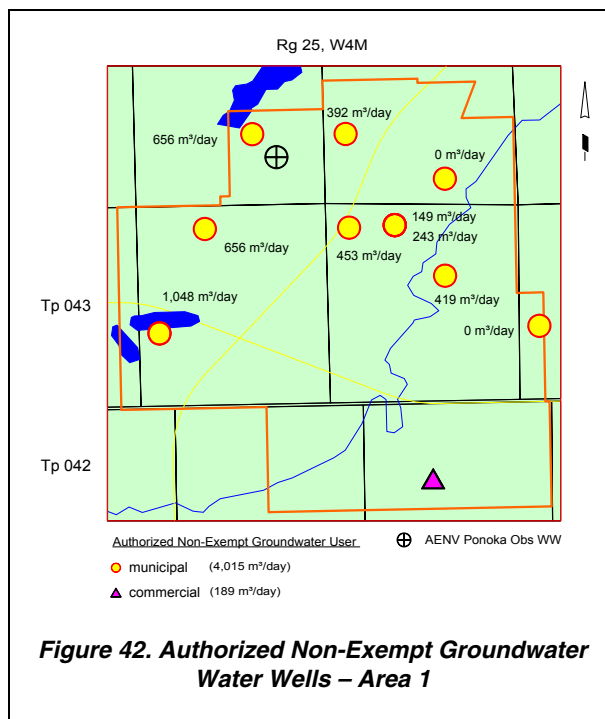 Rg 25, W4M
392 m³/day
656 m³/day
0 m³/day
149 m³/day
243 m³/day
656 m³/day
453 m³/day
1,048 m³/day
419 m³/day
Tp 043
0 m³/day
Tp 042
Authorized Non-Exempt Groundwater User
AENV Ponoka Obs WW
municipal (4,015 m³/day)
commercial (189 m³/day)
Figure 42. Authorized Non-Exempt Groundwater
Water Wells – Area 1